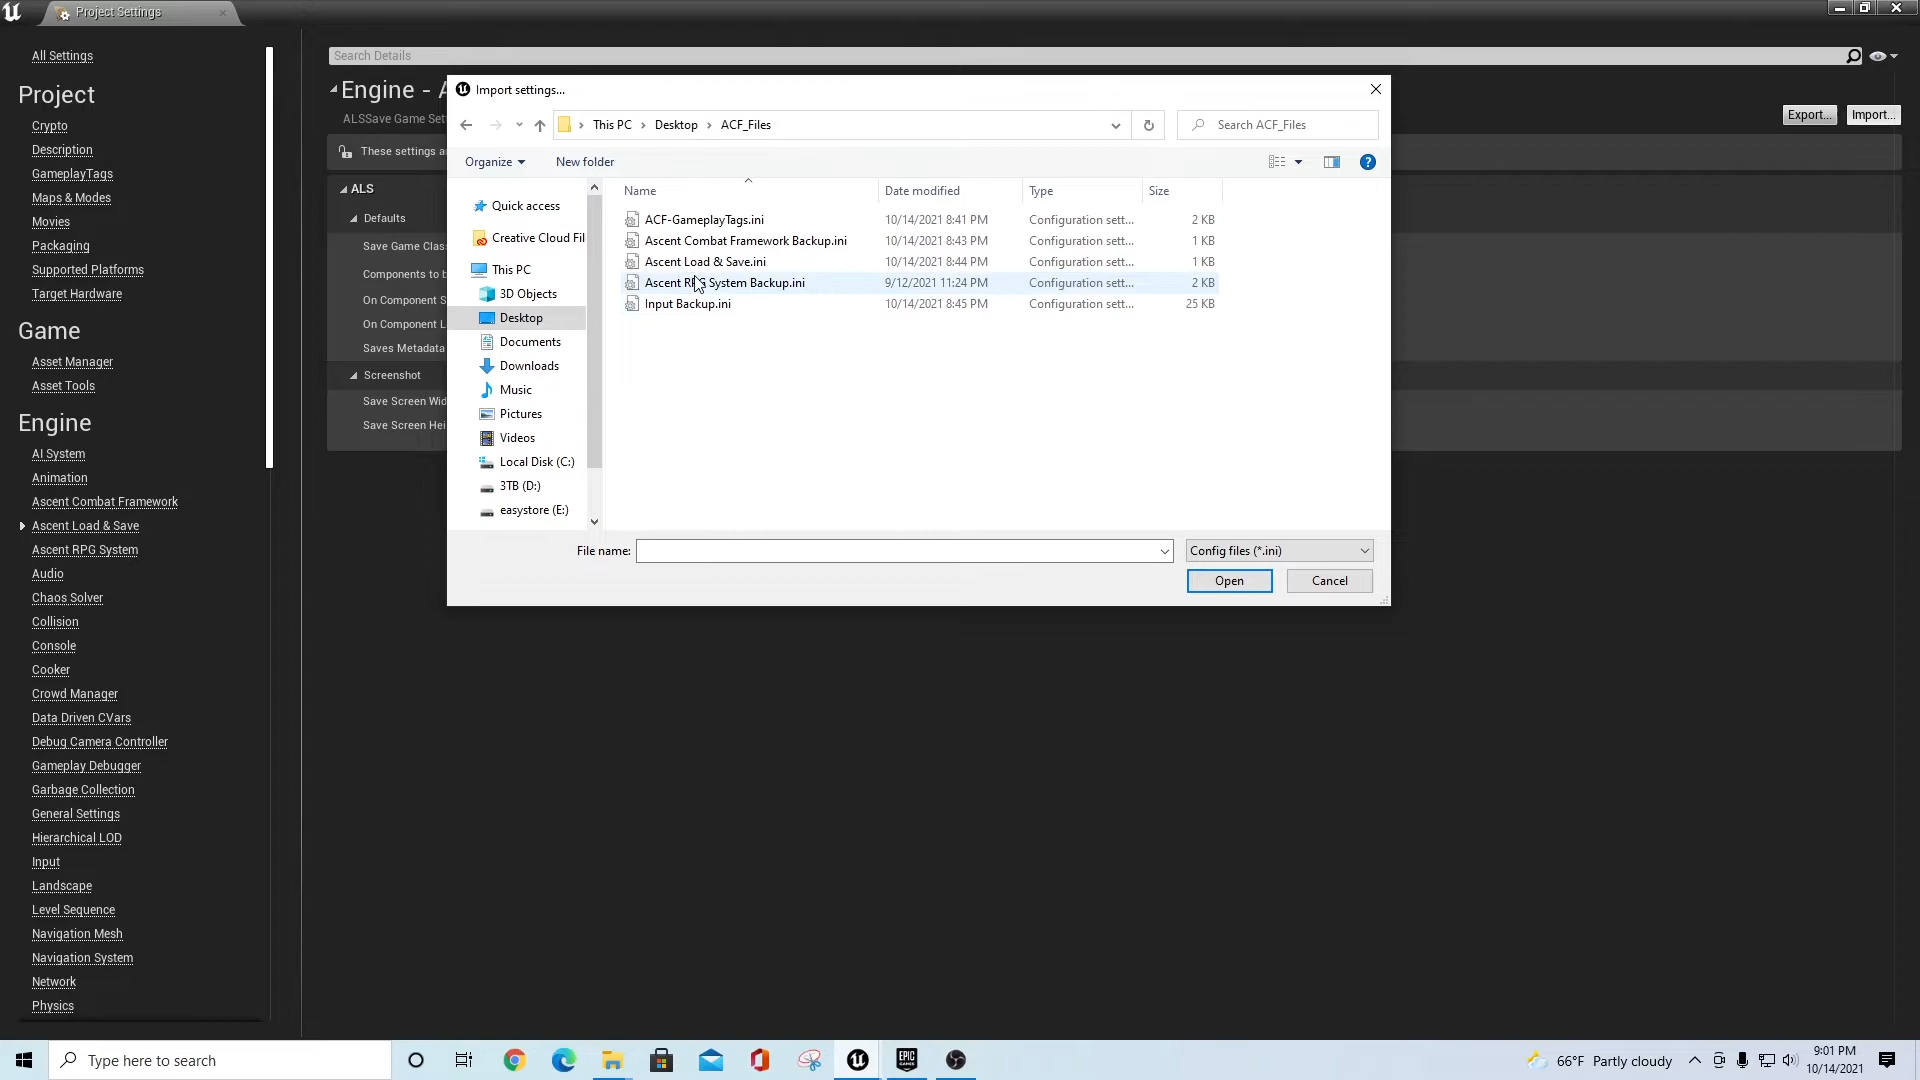 Project Settings
All Settings
Project
Crypto
Description
GameplayTags
Maps & Modes
Movies
Packaging
Supported Platforms
Target Hardware
Game
Asset Manager
Asset Tools
Engine
AI System
Animation
Ascent Combat Framework
Ascent Load & Save
Ascent RPG System
Audio
Chaos Solver
Collision
Console
Cooker
Crowd Manager
Data Driven CVars
Debug Camera Controller
Gameplay Debugger
Garbage Collection
General Settings
Hierarchical LOD
Input
Landscape
Level Sequence
Navigation Mesh
Navigation System
Network
Physics
Search Details
Engine - A
ALSSave Game Set
Export...
Import...
These settings a
ALS
Defaults
Save Game Clas
Components to b
On Component S
On Component L
Saves Metadata
Screenshot
Save Screen Wid
Save Screen Hei
Import settings...
This PC > Desktop > ACF_Files
Search ACF_Files
Organize
New folder
Quick access
Creative Cloud Fil
This PC
3D Objects
Desktop
Documents
Downloads
Music
Pictures
Videos
Local Disk (C:)
3TB (D:)
easystore (E:)
Name Date modified Type Size
ACF-GameplayTags.ini 10/14/2021 8:41 PM Configuration sett... 2 KB
Ascent Combat Framework Backup.ini 10/14/2021 8:43 PM Configuration sett... 1 KB
Ascent Load & Save.ini 10/14/2021 8:44 PM Configuration sett... 1 KB
Ascent RPG System Backup.ini 9/12/2021 11:24 PM Configuration sett... 2 KB
Input Backup.ini 10/14/2021 8:45 PM Configuration sett... 25 KB
File name:
Config files (*.ini)
Open
Cancel
Type here to search
EPIC GAMES
66°F Partly cloudy
9:01 PM
10/14/2021